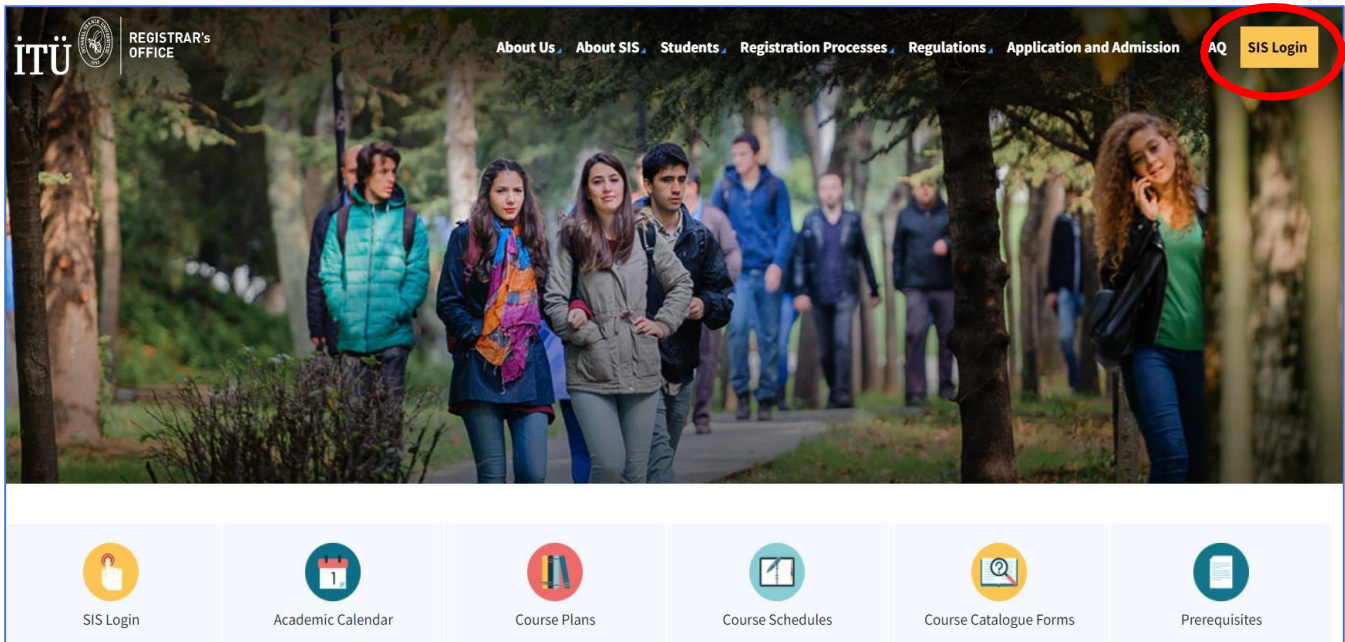 İTÜ
REGISTRAR's
OFFICE
About Us About SIS Students Registration Processes Regulations Application and Admission AQ SIS Login
1
SIS Login Academic Calendar Course Plans Course Schedules Course Catalogue Forms Prerequisites